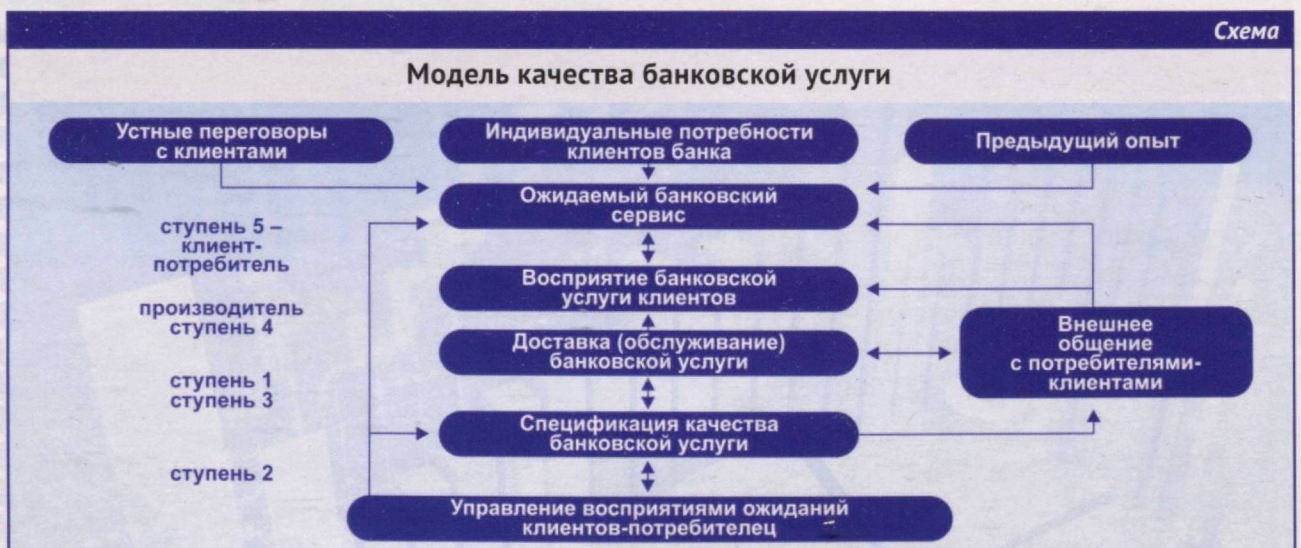 Схема
Модель качества банковской услуги
Устные переговоры
с клиентами
Индивидуальные потребности
клиентов банка
Предыдущий опыт
Ожидаемый банковский
сервис
ступень 5 –
клиент-
потребитель
Восприятие банковской
услуги клиентов
производитель
ступень 4
Доставка (обслуживание)
банковской услуги
Внешнее
общение
с потребителями-
клиентами
ступень 1
ступень 3
Спецификация качества
банковской услуги
ступень 2
Управление восприятиями ожиданий
клиентов-потребителец